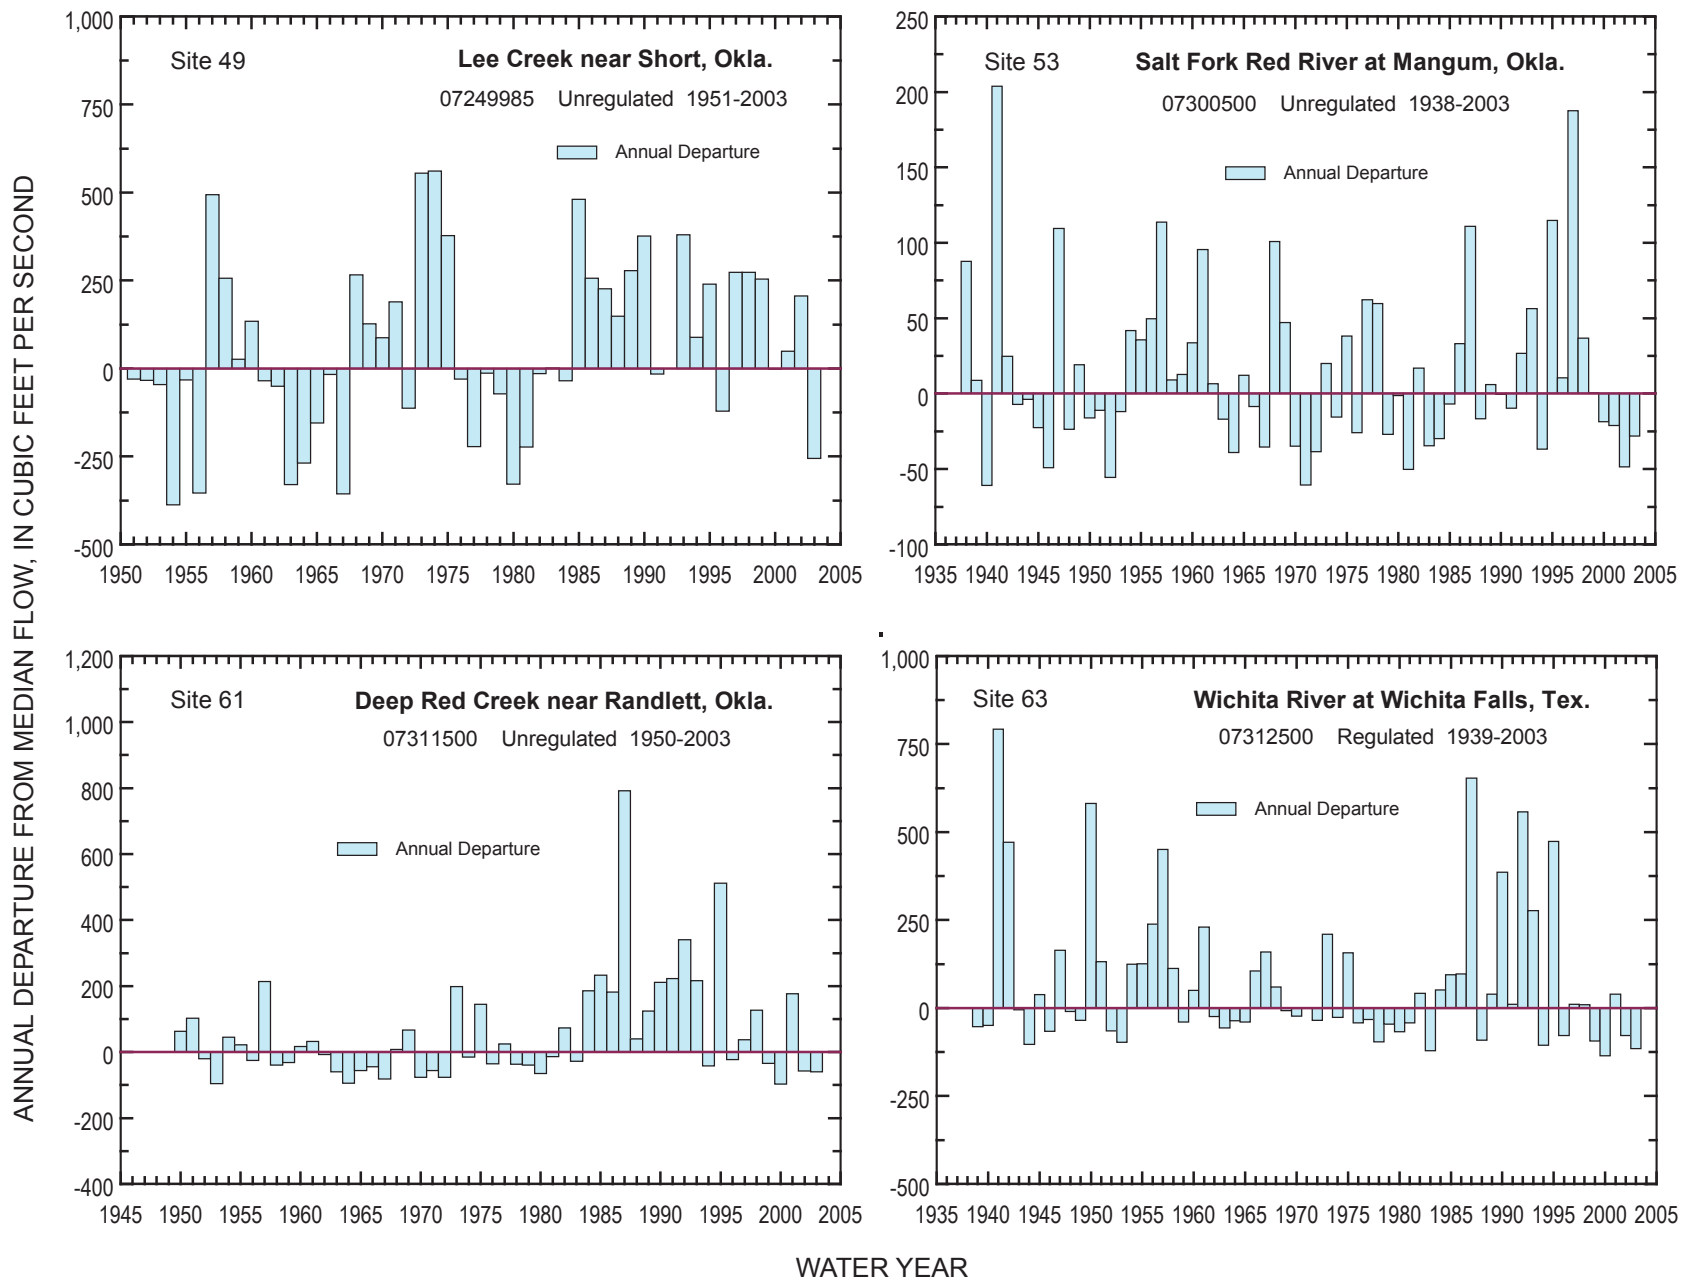 ANNUAL DEPARTURE FROM MEDIAN FLOW, IN CUBIC FEET PER SECOND
1,000
750
500
250
0
-250
-500
Site 49
Lee Creek near Short, Okla.
07249985 Unregulated 1951-2003
Annual Departure
1950 1955 1960 1965 1970 1975 1980 1985 1990 1995 2000 2005
250
200
150
100
50
0
-50
-100
Site 53
Salt Fork Red River at Mangum, Okla.
07300500 Unregulated 1938-2003
Annual Departure
1935 1940 1945 1950 1955 1960 1965 1970 1975 1980 1985 1990 1995 2000 2005
1,200
1,000
800
600
400
200
0
-200
-400
Site 61
Deep Red Creek near Randlett, Okla.
07311500 Unregulated 1950-2003
Annual Departure
1945 1950 1955 1960 1965 1970 1975 1980 1985 1990 1995 2000 2005
1,000
750
500
250
0
-250
-500
Site 63
Wichita River at Wichita Falls, Tex.
07312500 Regulated 1939-2003
Annual Departure
1935 1940 1945 1950 1955 1960 1965 1970 1975 1980 1985 1990 1995 2000 2005
WATER YEAR